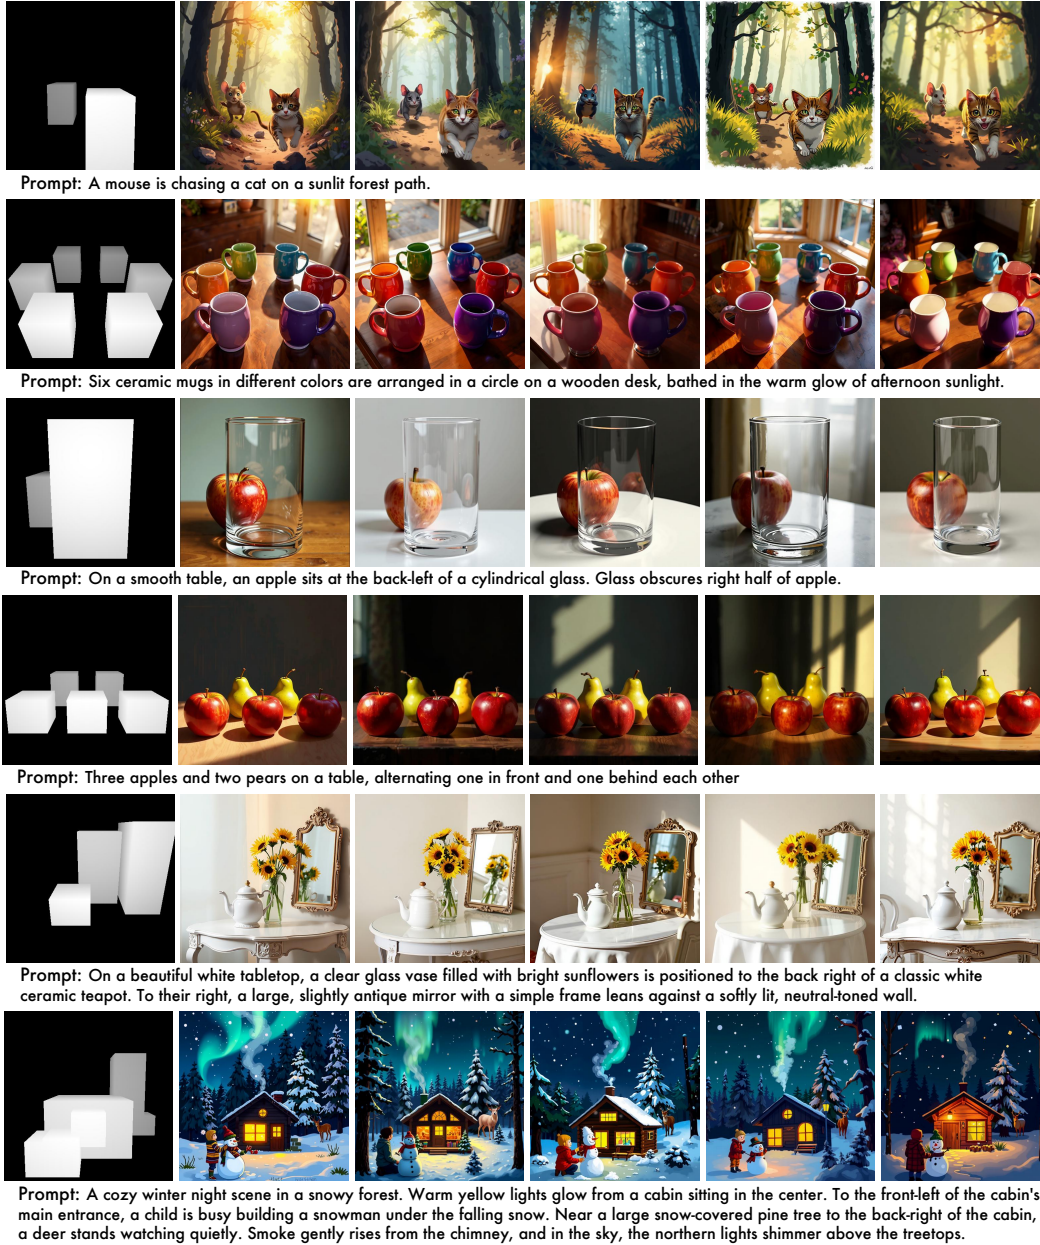 Prompt: A mouse is chasing a cat on a sunlit forest path.
Prompt: Six ceramic mugs in different colors are arranged in a circle on a wooden desk, bathed in the warm glow of afternoon sunlight.
Prompt: On a smooth table, an apple sits at the back-left of a cylindrical glass. Glass obscures right half of apple.
Prompt: Three apples and two pears on a table, alternating one in front and one behind each other
Prompt: On a beautiful white tabletop, a clear glass vase filled with bright sunflowers is positioned to the back right of a classic white
ceramic teapot. To their right, a large, slightly antique mirror with a simple frame leans against a softly lit, neutral-toned wall.
Prompt: A cozy winter night scene in a snowy forest. Warm yellow lights glow from a cabin sitting in the center. To the front-left of the cabin's
main entrance, a child is busy building a snowman under the falling snow. Near a large snow-covered pine tree to the back-right of the cabin,
a deer stands watching quietly. Smoke gently rises from the chimney, and in the sky, the northern lights shimmer above the treetops.